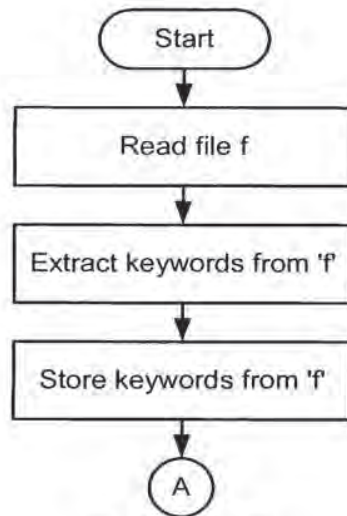 Start
Read file f
Extract keywords from 'f'
Store keywords from 'f'
A